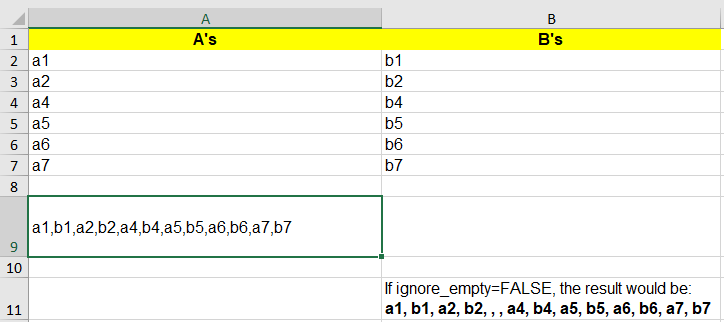 A B
1 A's B's
2 a1 b1
3 a2 b2
4 a4 b4
5 a5 b5
6 a6 b6
7 a7 b7
8
9 a1,b1,a2,b2,a4,b4,a5,b5,a6,b6,a7,b7
10
If ignore_empty=FALSE, the result would be:
11 a1, b1, a2, b2, , , a4, b4, a5, b5, a6, b6, a7, b7